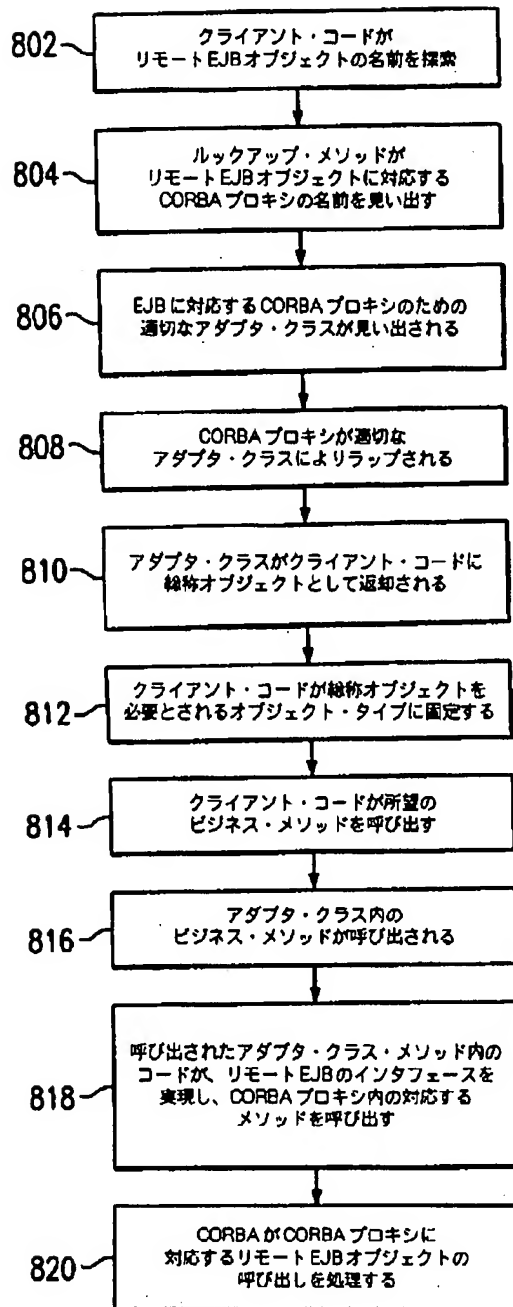 802
クライアント・コードが
リモートEJBオブジェクトの名前を探索
804
ルックアップ・メソッドが
リモートEJBオブジェクトに対応する
CORBAプロキシの名前を見い出す
806
EJBに対応するCORBAプロキシのための
適切なアダプタ・クラスが見い出される
808
CORBAプロキシが適切な
アダプタ・クラスによりラップされる
810
アダプタ・クラスがクライアント・コードに
総称オブジェクトとして返却される
812
クライアント・コードが総称オブジェクトを
必要とされるオブジェクト・タイプに固定する
814
クライアント・コードが所望の
ビジネス・メソッドを呼び出す
816
アダプタ・クラス内の
ビジネス・メソッドが呼び出される
818
呼び出されたアダプタ・クラス・メソッド内の
コードが、リモートEJBのインタフェースを
実現し、CORBAプロキシ内の対応する
メソッドを呼び出す
820
CORBAがCORBAプロキシに
対応するリモートEJBオブジェクトの
呼び出しを処理する